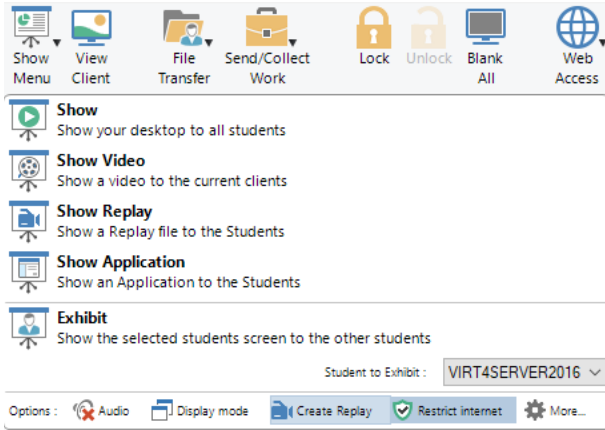 Show Menu View Client File Transfer Send/Collect Work Lock Unlock Blank All Web Access
Show
Show your desktop to all students
Show Video
Show a video to the current clients
Show Replay
Show a Replay file to the Students
Show Application
Show an Application to the Students
Exhibit
Show the selected students screen to the other students
Student to Exhibit : VIRT4SERVER2016
Options : Audio Display mode Create Replay Restrict internet More...